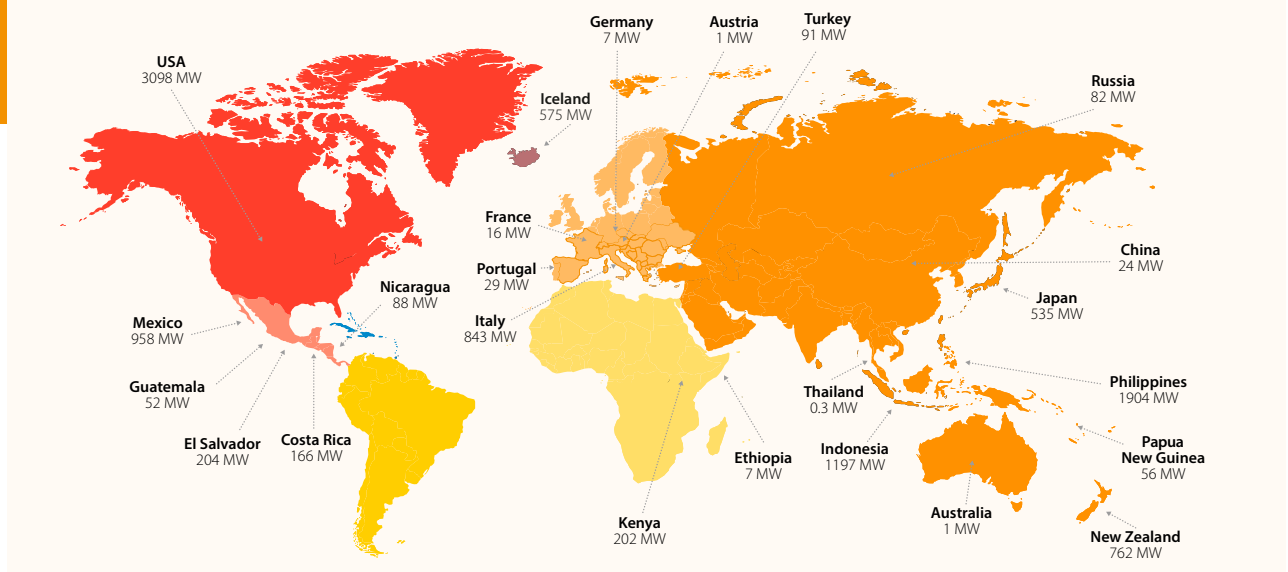 Germany
7 MW
Austria
1 MW
Turkey
91 MW
USA
3098 MW
Russia
82 MW
Iceland
575 MW
France
16 MW
China
24 MW
Portugal
29 MW
Nicaragua
88 MW
Japan
535 MW
Mexico
958 MW
Italy
843 MW
Guatemala
52 MW
Thailand
0.3 MW
Philippines
1904 MW
El Salvador
204 MW
Costa Rica
166 MW
Ethiopia
7 MW
Indonesia
1197 MW
Papua
New Guinea
56 MW
Kenya
202 MW
Australia
1 MW
New Zealand
762 MW